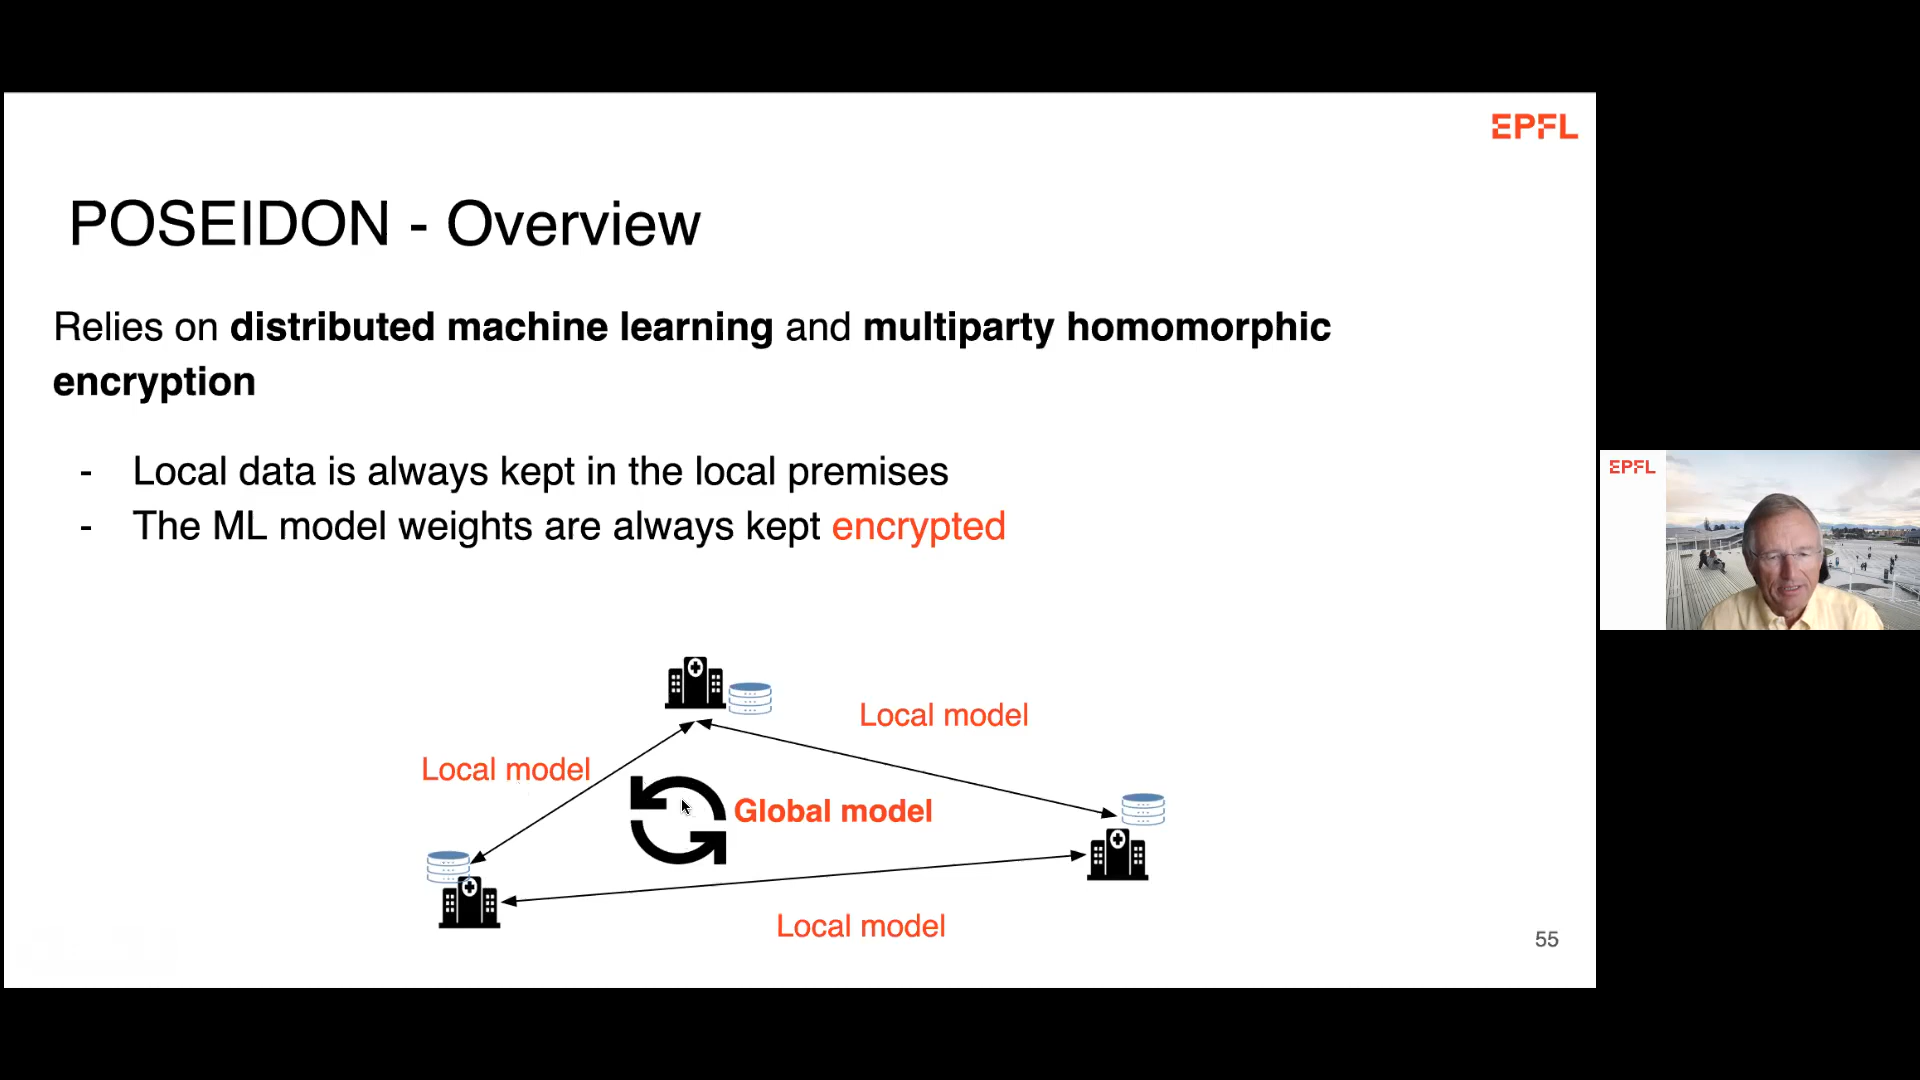 EPFL
POSEIDON - Overview
Relies on distributed machine learning and multiparty homomorphic
encryption
- Local data is always kept in the local premises
- The ML model weights are always kept encrypted
EPFL
Local model
Local model
Global model
Local model
55